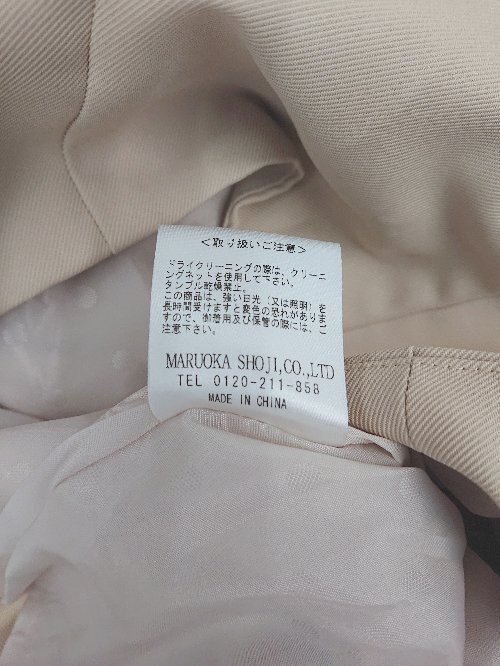 ＜取り扱いご注意＞
ドライクリーニングの際は、クリーニ
ングネットを使用して下さい。
タンブル乾燥禁止。
この商品は、強い日光（又は照明）を
長時間受けますと変色の恐れがありま
すので、御着用及び保管の際には、ご
注意下さい。
MARUOKA SHOJI,CO.,LTD
TEL 0120-211-858
MADE IN CHINA